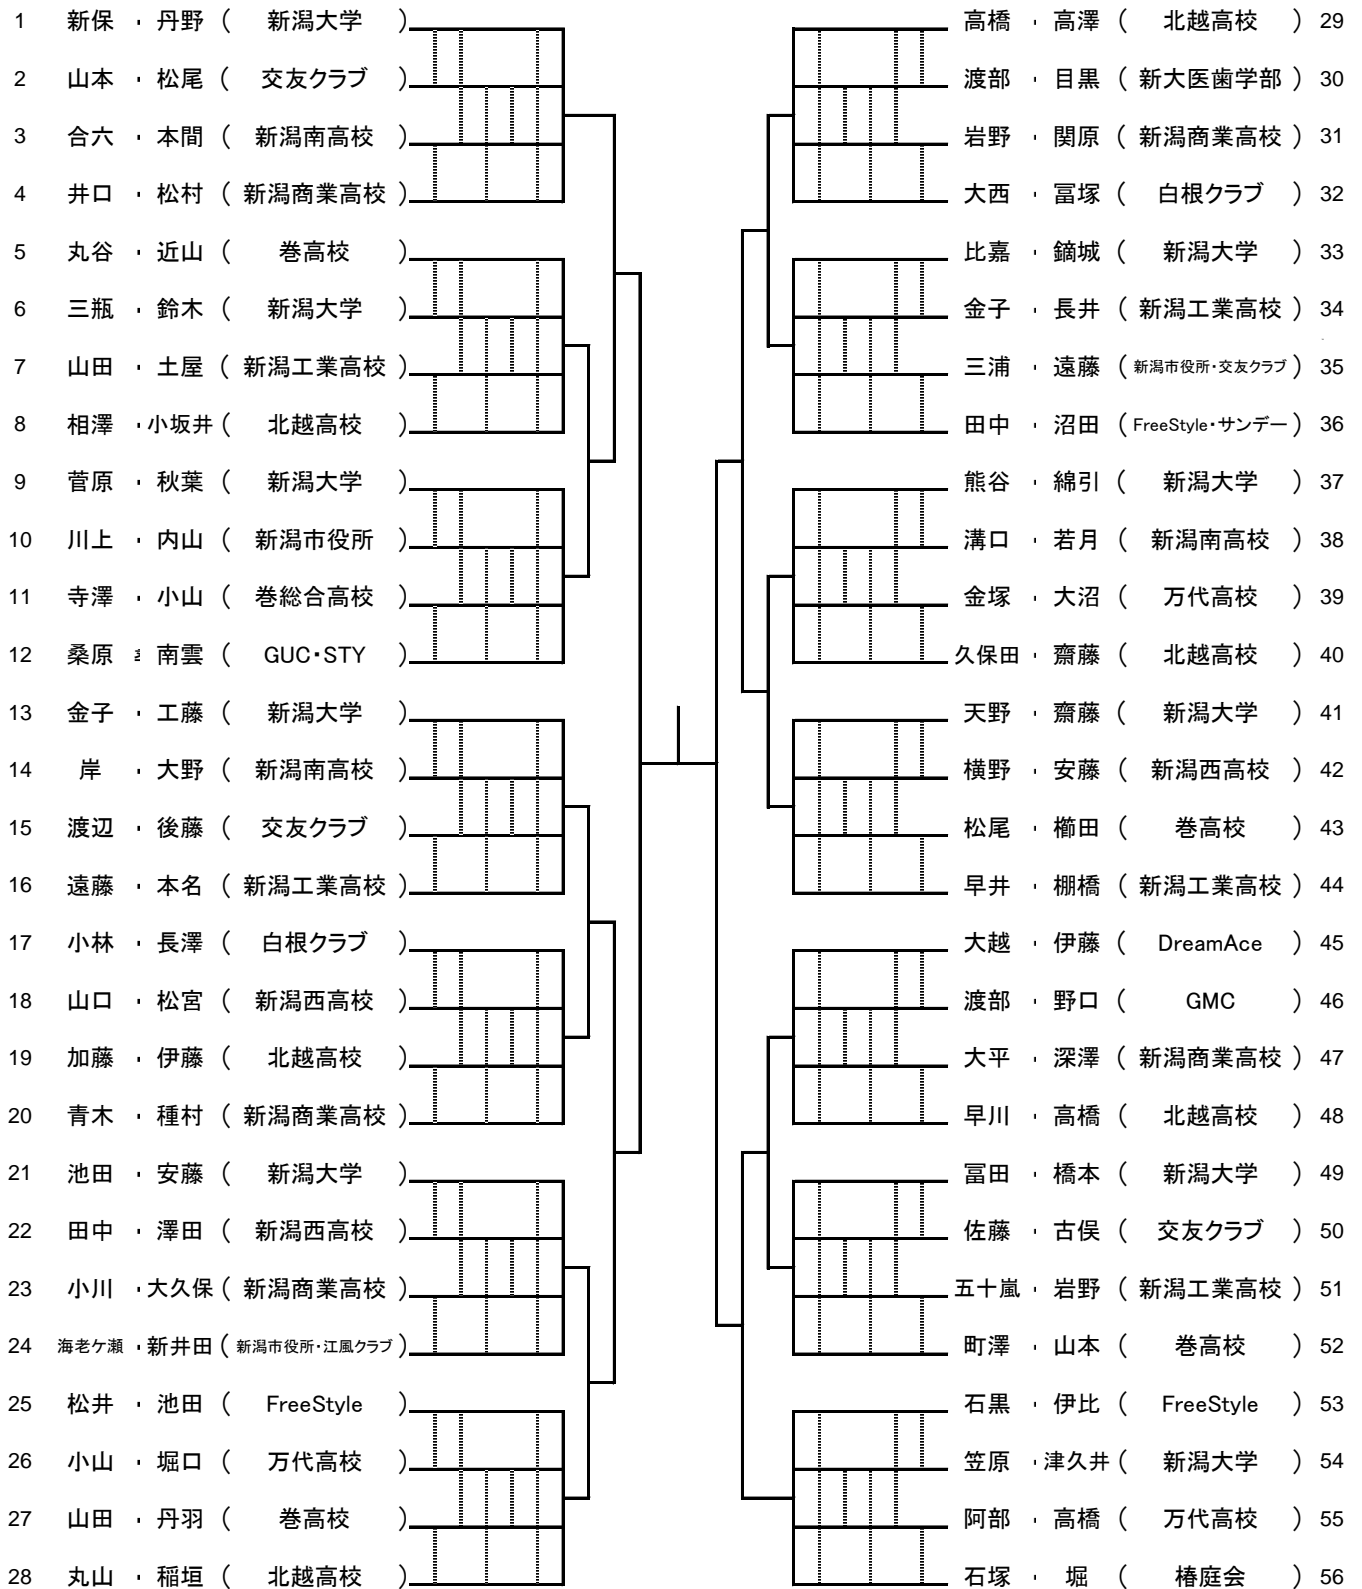 1 新保 ・ 丹野 ( 新潟大学 )
2 山本 ・ 松尾 ( 交友クラブ )
3 合六 ・ 本間 ( 新潟南高校 )
4 井口 ・ 松村 ( 新潟商業高校 )
5 丸谷 ・ 近山 ( 巻高校 )
6 三瓶 ・ 鈴木 ( 新潟大学 )
7 山田 ・ 土屋 ( 新潟工業高校 )
8 相澤 ・ 小坂井 ( 北越高校 )
9 菅原 ・ 秋葉 ( 新潟大学 )
10 川上 ・ 内山 ( 新潟市役所 )
11 寺澤 ・ 小山 ( 巻総合高校 )
12 桑原 南雲 ( GUC・STY )
13 金子 ・ 工藤 ( 新潟大学 )
14 岸 ・ 大野 ( 新潟南高校 )
15 渡辺 ・ 後藤 ( 交友クラブ )
16 遠藤 ・ 本名 ( 新潟工業高校 )
17 小林 ・ 長澤 ( 白根クラブ )
18 山口 ・ 松宮 ( 新潟西高校 )
19 加藤 ・ 伊藤 ( 北越高校 )
20 青木 ・ 種村 ( 新潟商業高校 )
21 池田 ・ 安藤 ( 新潟大学 )
22 田中 ・ 澤田 ( 新潟西高校 )
23 小川 ・ 大久保 ( 新潟商業高校 )
24 海老ケ瀬 ・ 新井田 ( 新潟市役所・江風クラブ )
25 松井 ・ 池田 ( FreeStyle )
26 小山 ・ 堀口 ( 万代高校 )
27 山田 ・ 丹羽 ( 巻高校 )
28 丸山 ・ 稲垣 ( 北越高校 )
高橋 ・ 高澤 ( 北越高校 ) 29
渡部 ・ 目黒 ( 新大医歯学部 ) 30
岩野 ・ 関原 ( 新潟商業高校 ) 31
大西 ・ 冨塚 ( 白根クラブ ) 32
比嘉 ・ 鏑城 ( 新潟大学 ) 33
金子 ・ 長井 ( 新潟工業高校 ) 34
三浦 ・ 遠藤 ( 新潟市役所・交友クラブ ) 35
田中 ・ 沼田 ( FreeStyle・サンデー ) 36
熊谷 ・ 綿引 ( 新潟大学 ) 37
溝口 ・ 若月 ( 新潟南高校 ) 38
金塚 ・ 大沼 ( 万代高校 ) 39
久保田 ・ 齋藤 ( 北越高校 ) 40
天野 ・ 齋藤 ( 新潟大学 ) 41
横野 ・ 安藤 ( 新潟西高校 ) 42
松尾 ・ 櫛田 ( 巻高校 ) 43
早井 ・ 棚橋 ( 新潟工業高校 ) 44
大越 ・ 伊藤 ( DreamAce ) 45
渡部 ・ 野口 ( GMC ) 46
大平 ・ 深澤 ( 新潟商業高校 ) 47
早川 ・ 高橋 ( 北越高校 ) 48
冨田 ・ 橋本 ( 新潟大学 ) 49
佐藤 ・ 古俣 ( 交友クラブ ) 50
五十嵐 ・ 岩野 ( 新潟工業高校 ) 51
町澤 ・ 山本 ( 巻高校 ) 52
石黒 ・ 伊比 ( FreeStyle ) 53
笠原 ・ 津久井 ( 新潟大学 ) 54
阿部 ・ 高橋 ( 万代高校 ) 55
石塚 ・ 堀 ( 椿庭会 ) 56